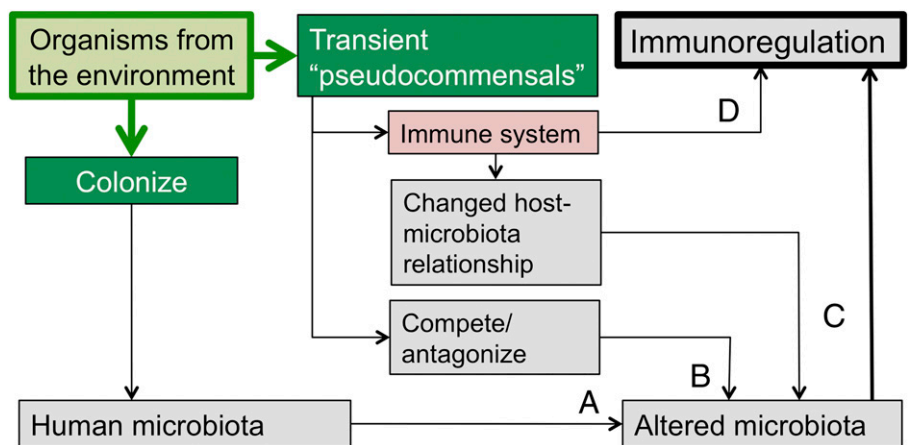 Organisms from
the environment
Transient
“pseudocommensals”
Immunoregulation
D
Immune system
Colonize
Changed host-
microbiota
relationship
C
Compete/
antagonize
B
A
Human microbiota
Altered microbiota